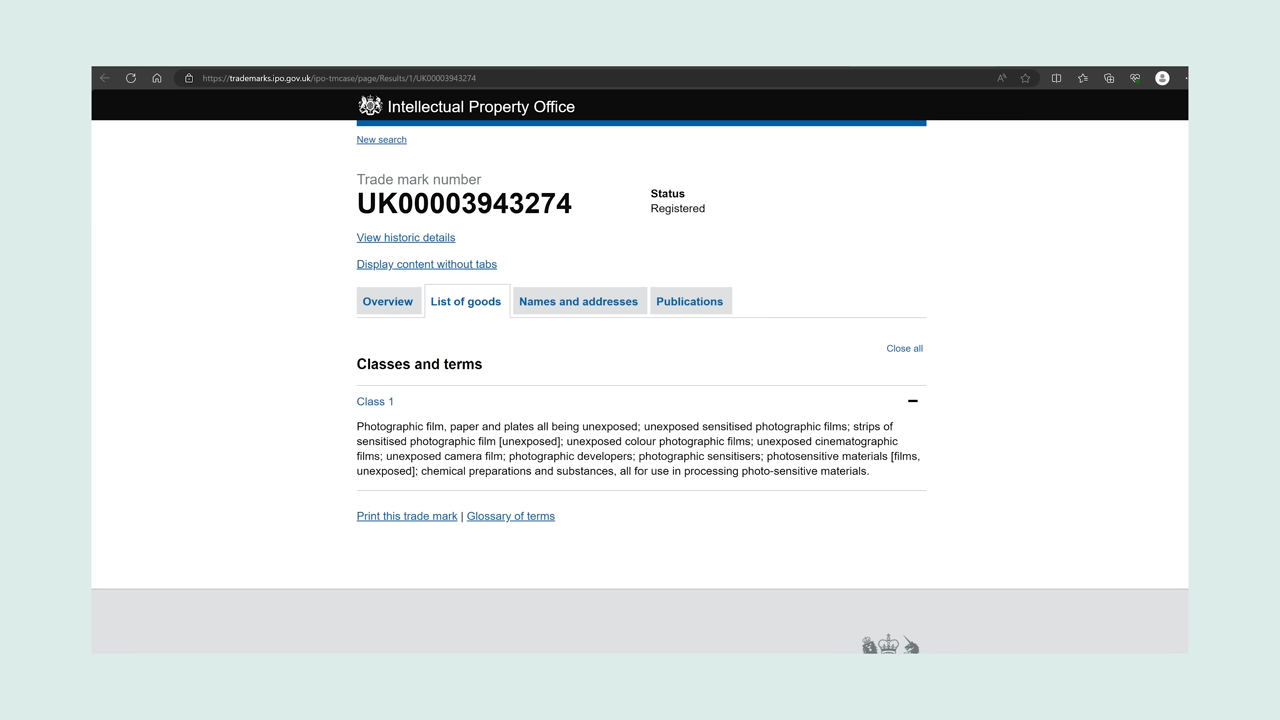 https://trademarks.ipo.gov.uk/ipo-tmcase/page/Results/1/UK00003943274
Intellectual Property Office
New search
Trade mark number
UK00003943274
Status
Registered
View historic details
Display content without tabs
Overview
List of goods
Names and addresses
Publications
Close all
Classes and terms
Class 1
Photographic film, paper and plates all being unexposed; unexposed sensitised photographic films; strips of
sensitised photographic film [unexposed]; unexposed colour photographic films; unexposed cinematographic
films; unexposed camera film; photographic developers; photographic sensitisers; photosensitive materials [films,
unexposed]; chemical preparations and substances, all for use in processing photo-sensitive materials.
Print this trade mark | Glossary of terms